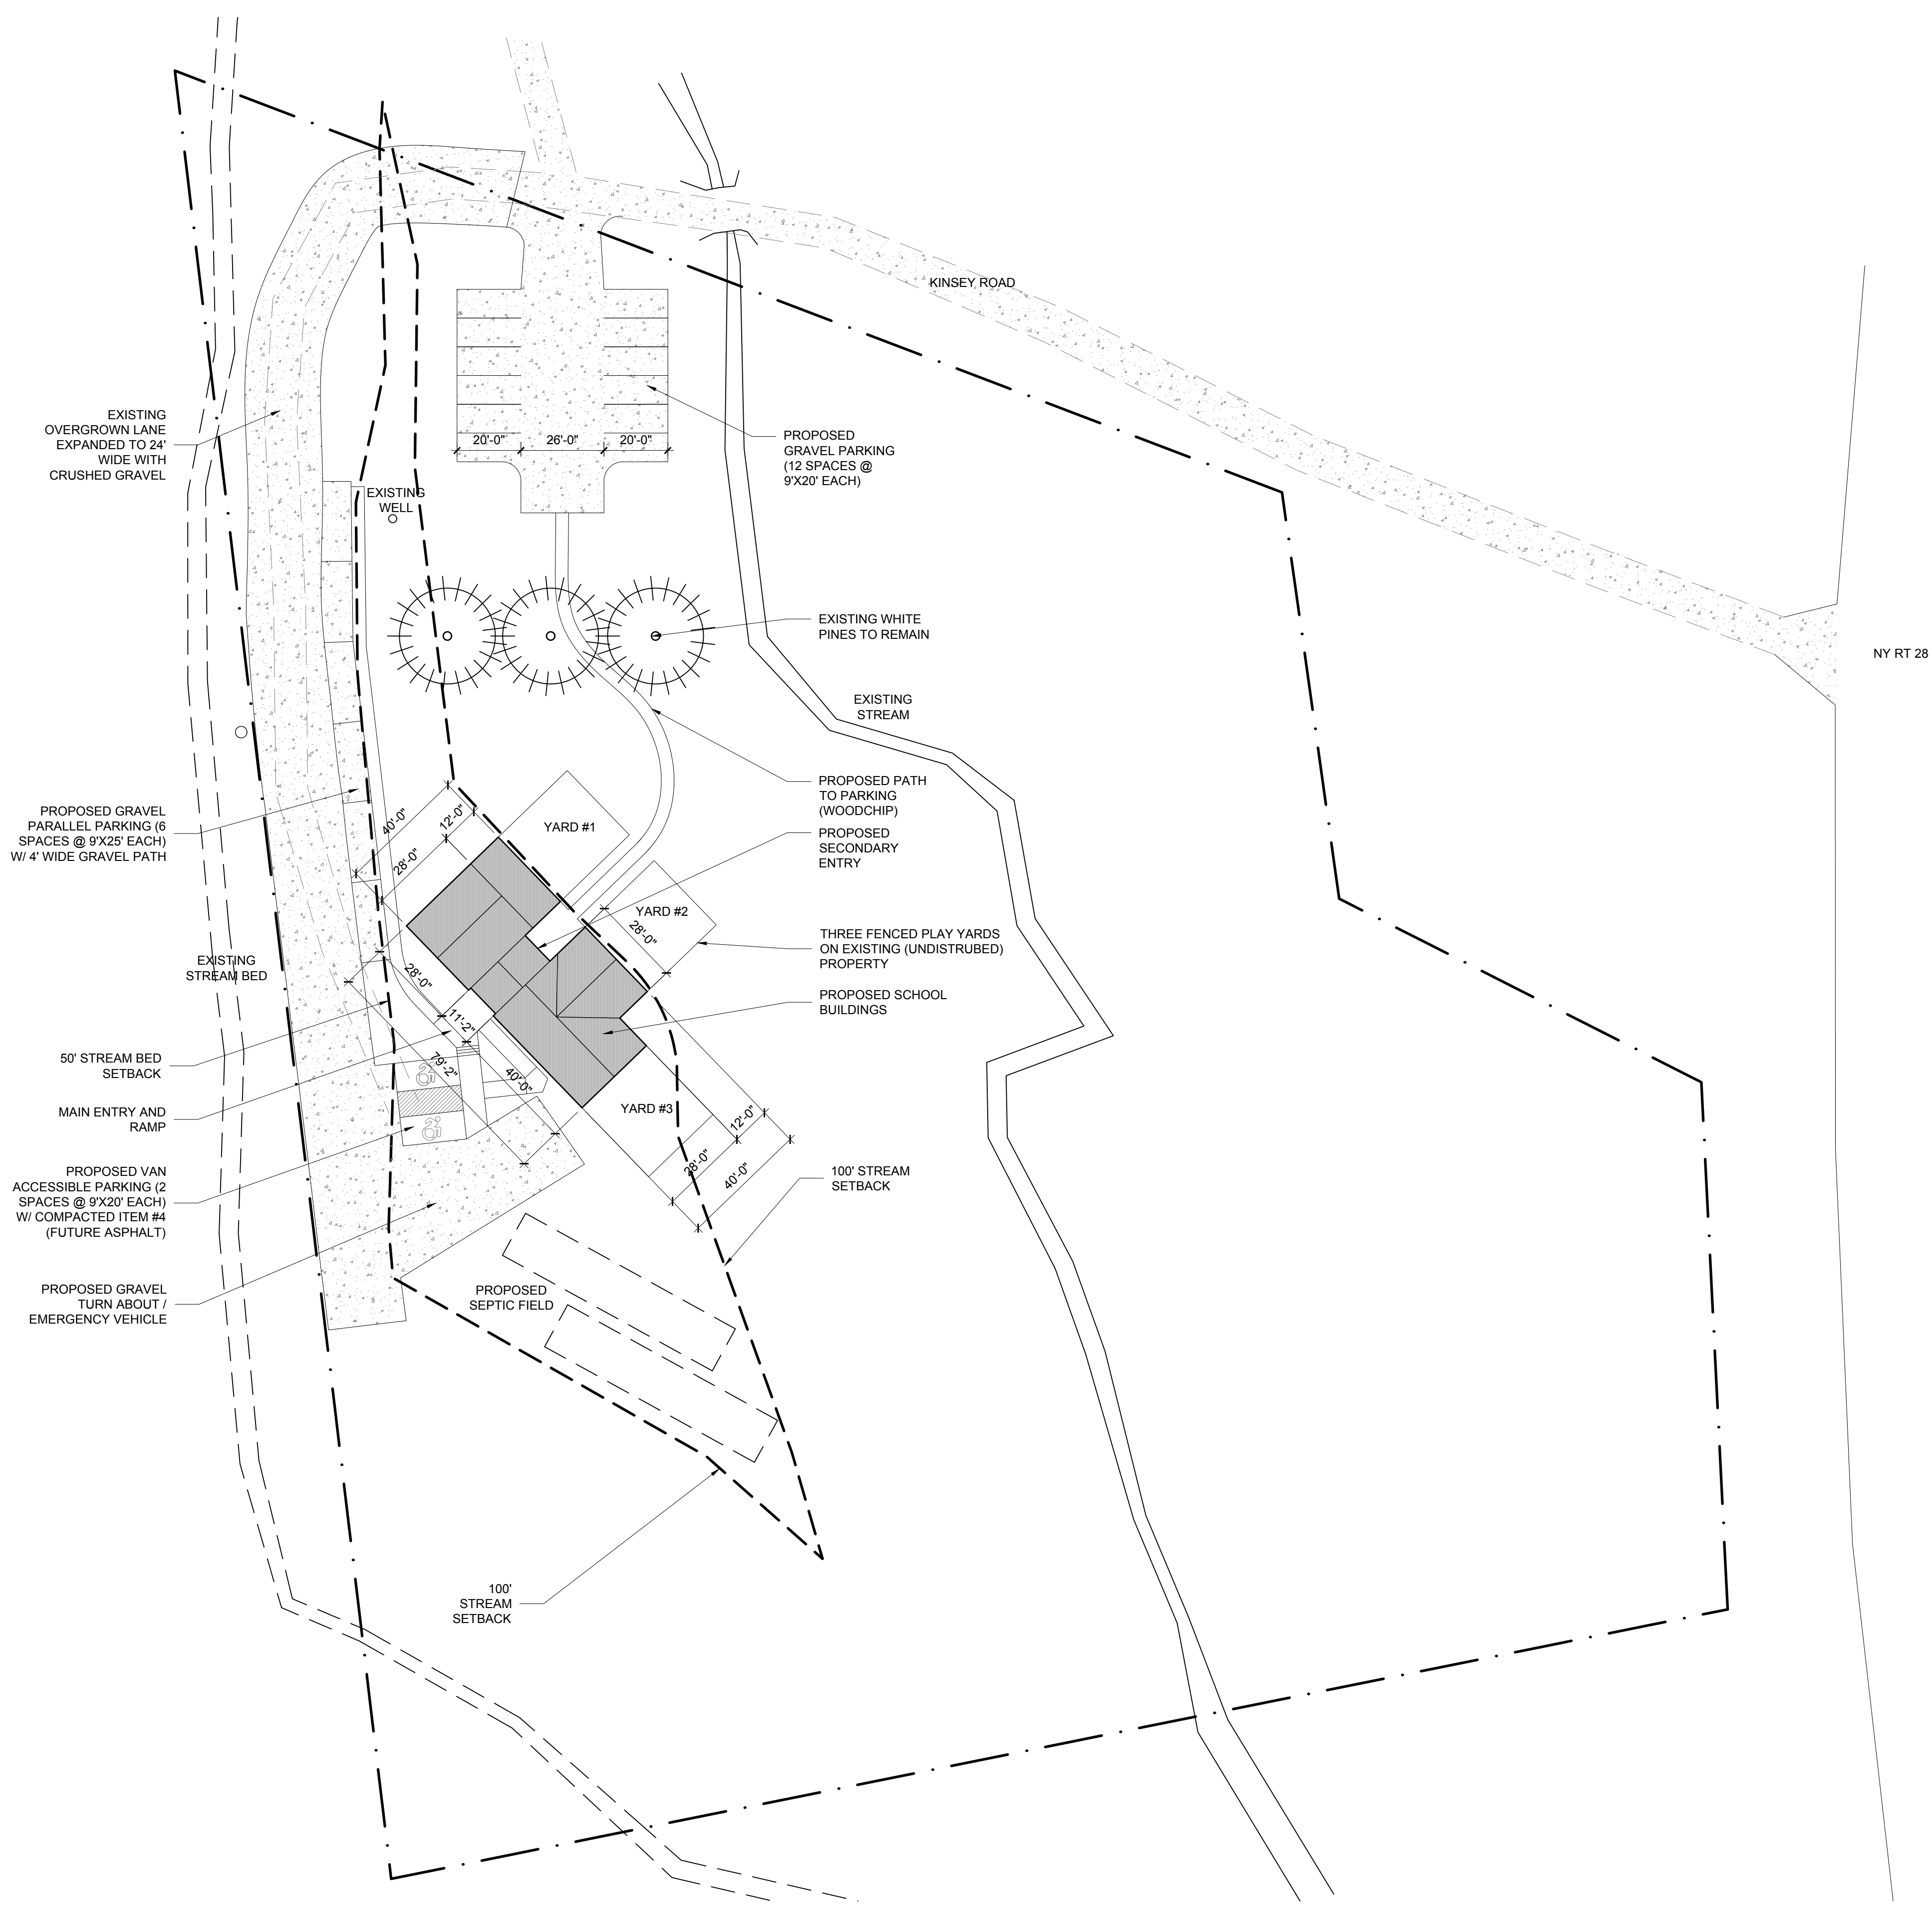 KINSEY ROAD
NY RT 28
EXISTING
OVERGROWN LANE
EXPANDED TO 24'
WIDE WITH
CRUSHED GRAVEL
20'-0"
26'-0"
20'-0"
PROPOSED
GRAVEL PARKING
(12 SPACES @
9'X20' EACH)
EXISTING
WELL
EXISTING WHITE
PINES TO REMAIN
EXISTING
STREAM
PROPOSED GRAVEL
PARALLEL PARKING (6
SPACES @ 9'X25' EACH)
W/ 4' WIDE GRAVEL PATH
40'-0"
12'-0"
28'-0"
YARD #1
PROPOSED PATH
TO PARKING
(WOODCHIP)
PROPOSED
SECONDARY
ENTRY
YARD #2
28'-0"
THREE FENCED PLAY YARDS
ON EXISTING (UNDISTRUBED)
PROPERTY
EXISTING
STREAM BED
28'-0"
11'-2"
79'-2"
40'-0"
PROPOSED SCHOOL
BUILDINGS
50' STREAM BED
SETBACK
MAIN ENTRY AND
RAMP
YARD #3
12'-0"
28'-0"
40'-0"
PROPOSED VAN
ACCESSIBLE PARKING (2
SPACES @ 9'X20' EACH)
W/ COMPACTED ITEM #4
(FUTURE ASPHALT)
100' STREAM
SETBACK
PROPOSED GRAVEL
TURN ABOUT /
EMERGENCY VEHICLE
PROPOSED
SEPTIC FIELD
100'
STREAM
SETBACK